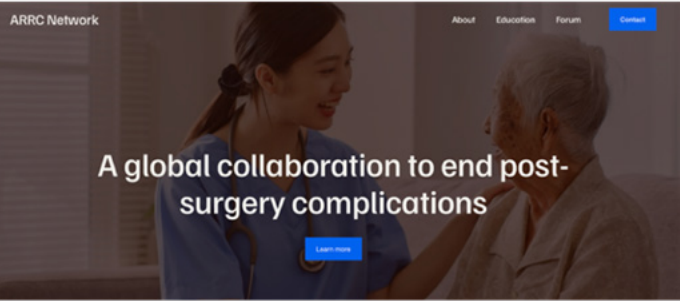 ARRC Network
About Education Forum Contact
A global collaboration to end post-
surgery complications
Learn more